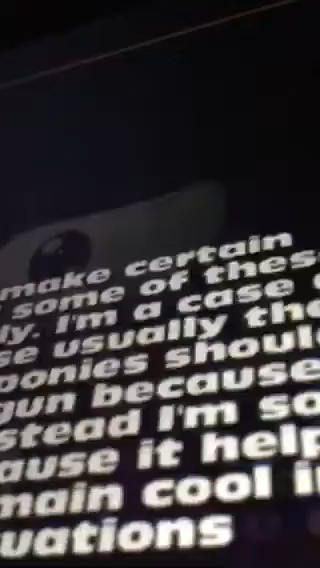 make certain
some of these
ly. I'm a case
se usually the
ponies should
gun because
stead I'm so
ause it help
main cool i
uations